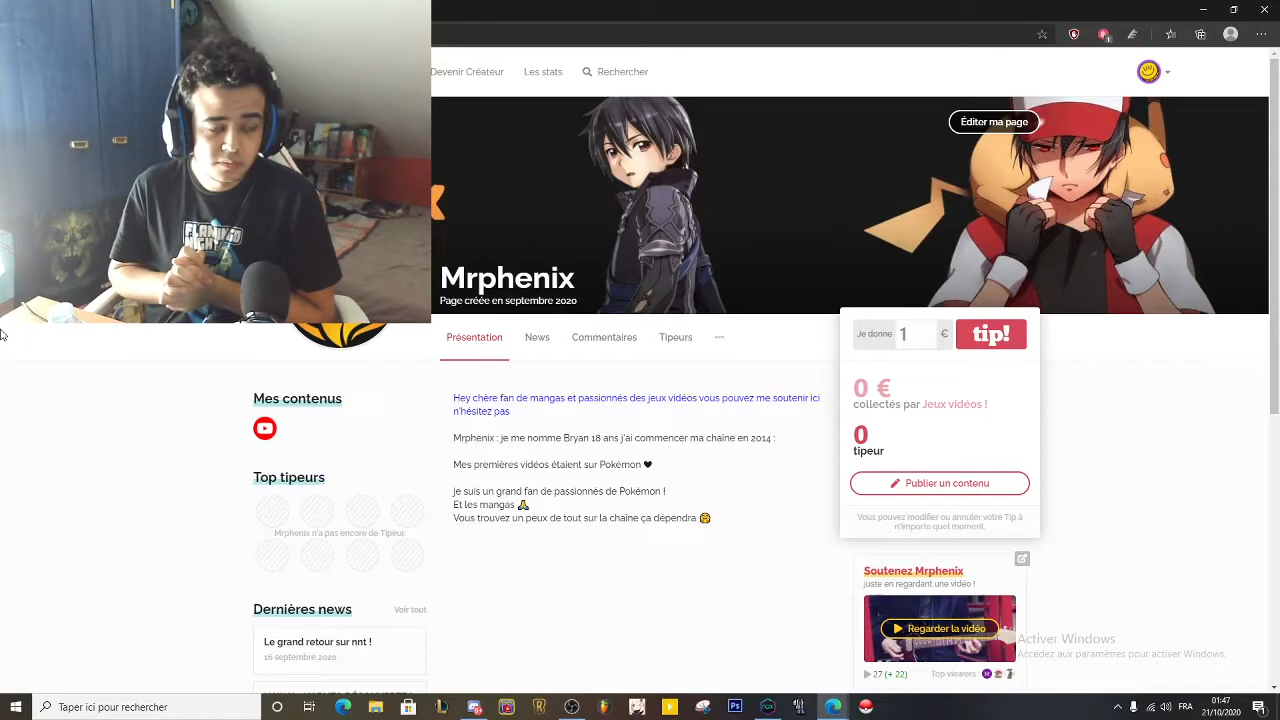 Devenir Créateur
Les stats
Rechercher
Éditer ma page
FLAMINGO
NIGHT
Mrphenix
Page créée en septembre 2020
Présentation
News
Commentaires
Tipeurs
Je donne
1
€
tip!
0 €
collectés par Jeux vidéos !
0
tipeur
Publier un contenu
Vous pouvez modifier ou annuler votre Tip à
n'importe quel moment.
Mes contenus
Top tipeurs
Mrphenix n'a pas encore de Tipeur.
Dernières news
Voir tout
Le grand retour sur nnt !
16 septembre 2020
Hey chère fan de mangas et passionnés des jeux vidéos vous pouvez me soutenir ici
n'hésitez pas
Mrphenix : je me nomme Bryan 18 ans j'ai commencer ma chaîne en 2014 :
Mes premières vidéos étaient sur Pokémon
je suis un grand fan de passionnés de Pokémon !
Et les mangas
Vous trouvez un peux de tout sur la chaîne ça dépendra
Soutenez Mrphenix
juste en regardant une vidéo !
Regarder la vidéo
27 (+ 22)
Top viewers :
Activer Windows
Accédez aux paramètres pour activer Windows.
Taper ici pour rechercher
01:47
21/10/2020